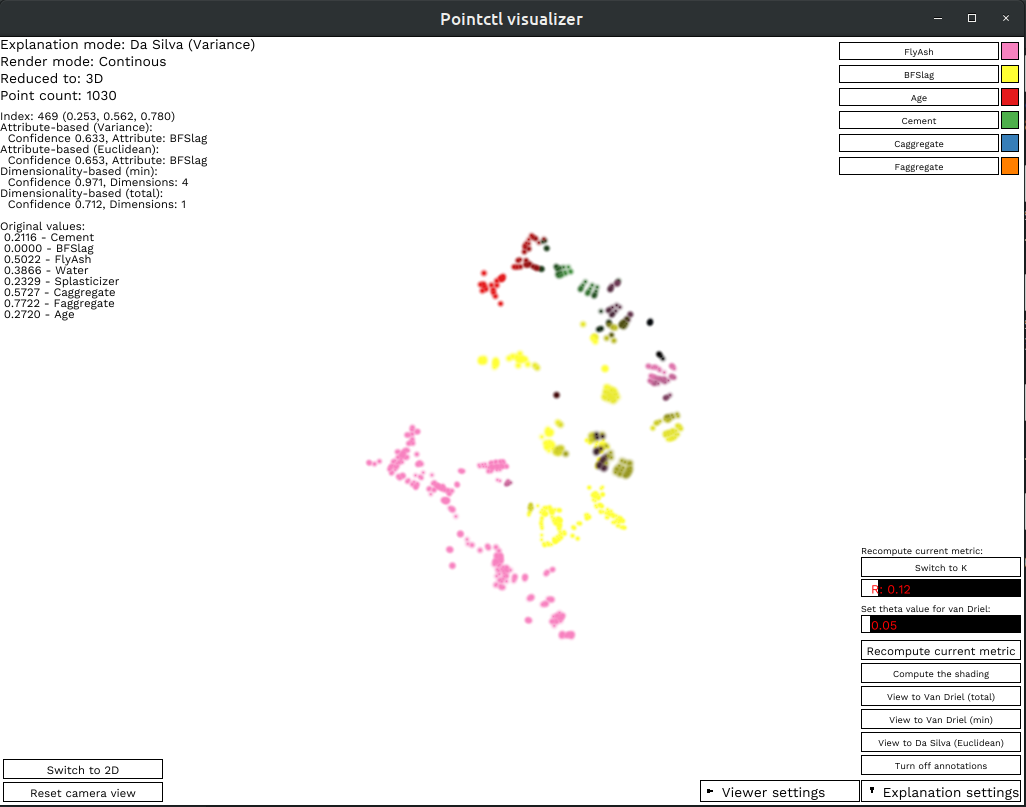 Pointctl visualizer
Explanation mode: Da Silva (Variance)
Render mode: Continous
Reduced to: 3D
Point count: 1030
Index: 469 (0.253, 0.562, 0.780)
Attribute-based (Variance):
Confidence 0.633, Attribute: BFSlag
Attribute-based (Euclidean):
Confidence 0.653, Attribute: BFSlag
Dimensionality-based (min):
Confidence 0.971, Dimensions: 4
Dimensionality-based (total):
Confidence 0.712, Dimensions: 1
Original values:
0.2116 - Cement
0.0000 - BFSlag
0.5022 - FlyAsh
0.3866 - Water
0.2329 - Splasticizer
0.5727 - Caggregate
0.7722 - Faggregate
0.2720 - Age
FlyAsh
BFSlag
Age
Cement
Caggregate
Faggregate
Recompute current metric:
Switch to K
R: 0.12
Set theta value for van Driel:
0.05
Recompute current metric
Compute the shading
View to Van Driel (total)
View to Van Driel (min)
View to Da Silva (Euclidean)
Turn off annotations
Switch to 2D
Reset camera view
Viewer settings
Explanation settings